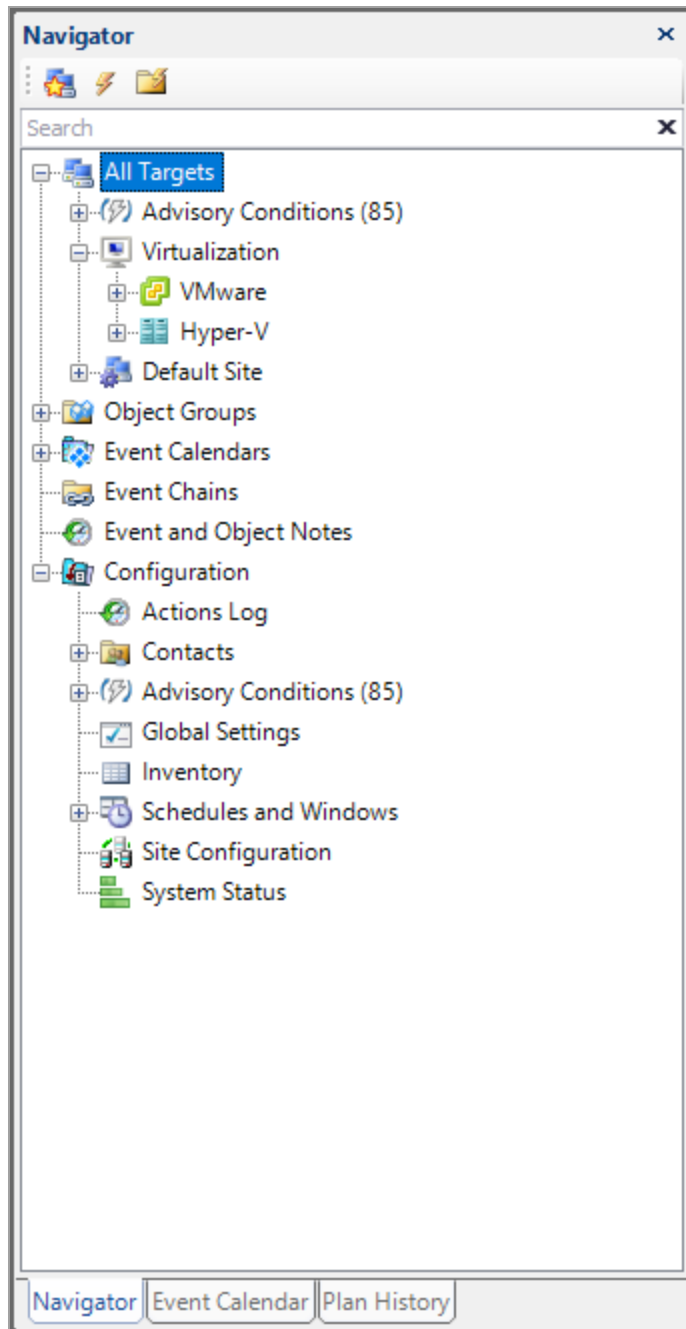 Navigator
Search
All Targets
Advisory Conditions (85)
Virtualization
VMware
Hyper-V
Default Site
Object Groups
Event Calendars
Event Chains
Event and Object Notes
Configuration
Actions Log
Contacts
Advisory Conditions (85)
Global Settings
Inventory
Schedules and Windows
Site Configuration
System Status
Navigator Event Calendar Plan History